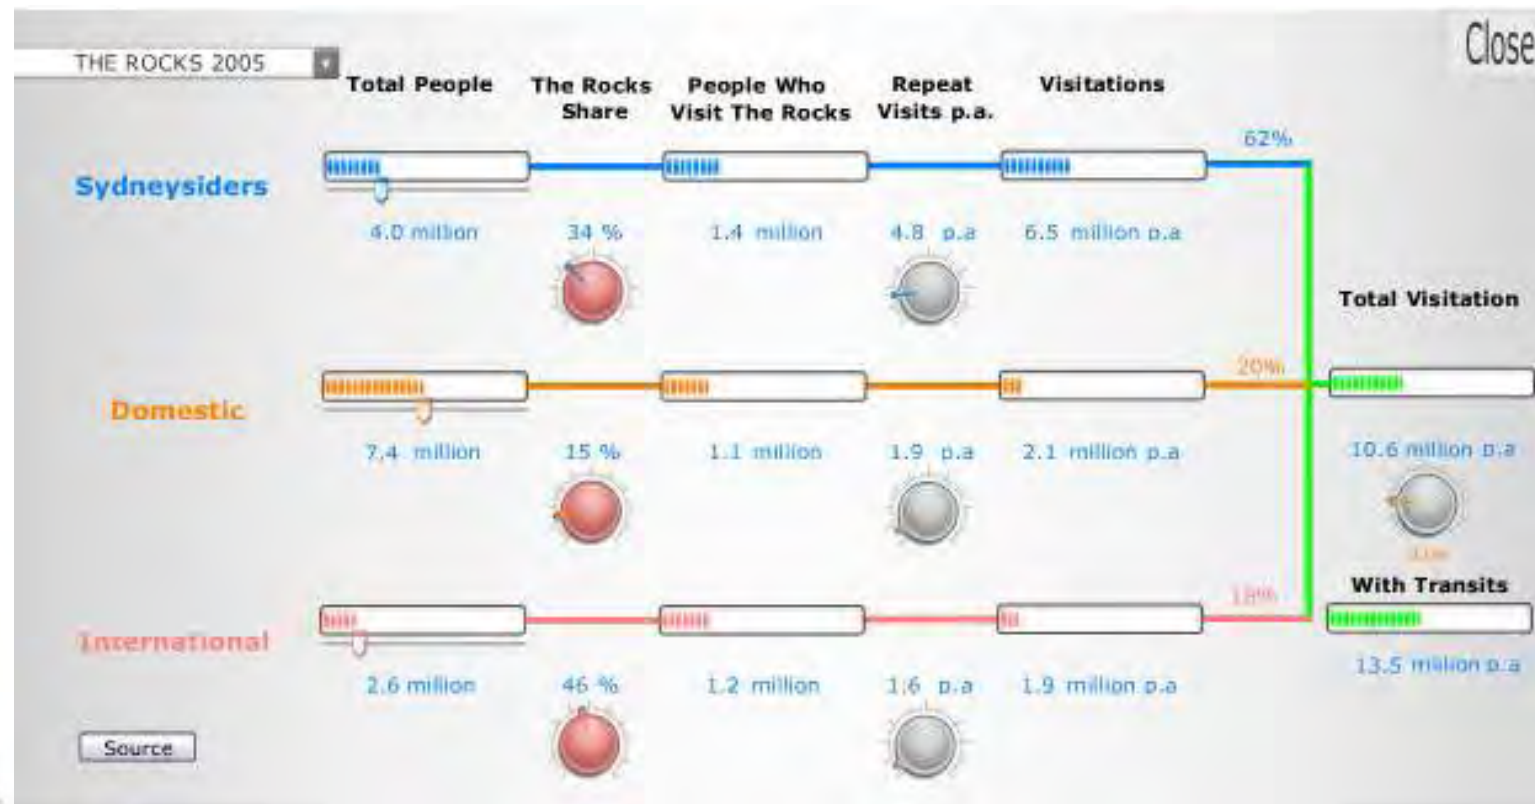 Close
THE ROCKS 2005
Total People
The Rocks
Share
People Who
Visit The Rocks
Repeat
Visits p.a.
Visitations
62%
Sydneysiders
4.0 million
34 %
1.4 million
4.8 p.a
6.5 million p.a
Total Visitation
20%
Domestic
7.4 million
15 %
1.1 million
1.9 p.a
2.1 million p.a
10.6 million p.a
With Transits
18%
International
2.6 million
46 %
1.2 million
1.6 p.a
1.9 million p.a
13.5 million p.a
Source